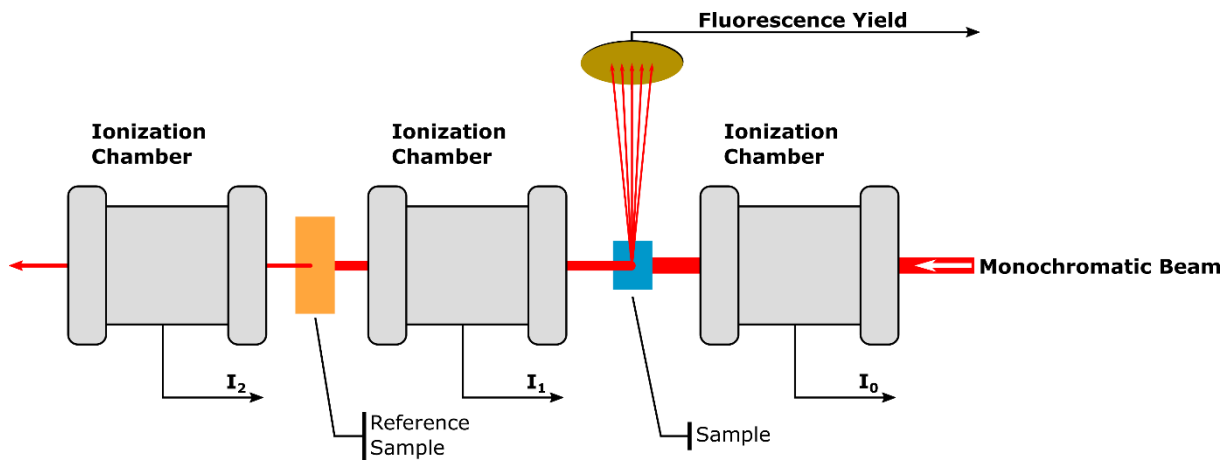 Fluorescence Yield
Ionization
Chamber
Ionization
Chamber
Ionization
Chamber
Monochromatic Beam
I₂
I₁
I₀
Reference
Sample
Sample